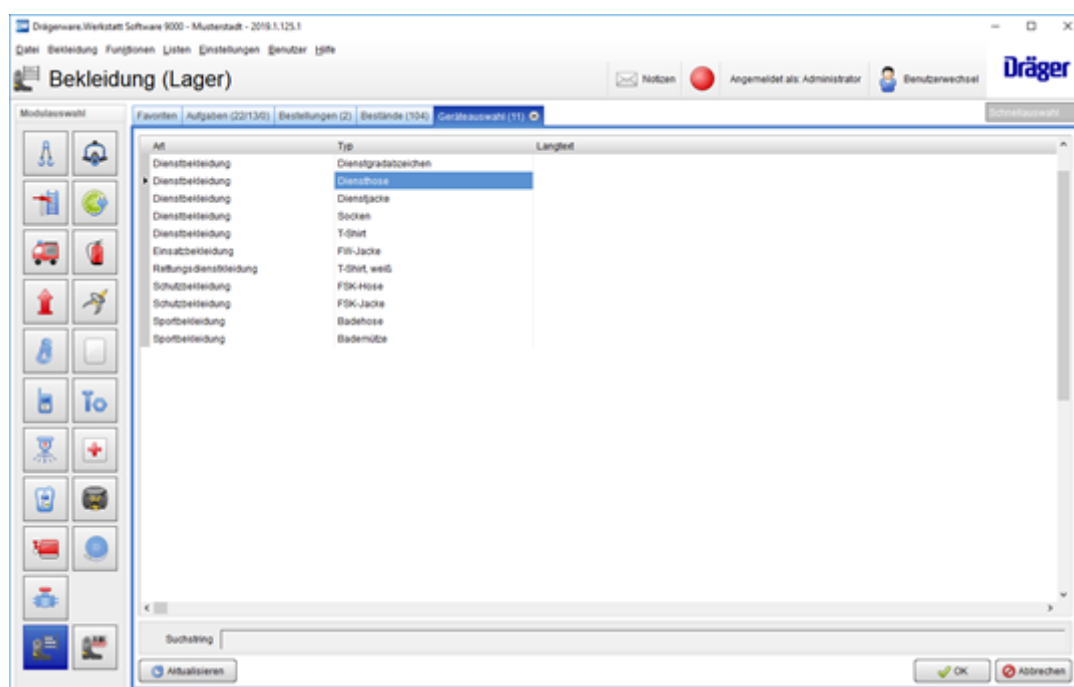 Drägerware.Werkstatt Software 9000 - Musterstadt - 2019.1.125.1
Datei Bekleidung Funktionen Listen Einstellungen Benutzer Hilfe
Bekleidung (Lager)
Notizen
Angemeldet als: Administrator
Benutzerwechsel
Dräger
Modulauswahl
Favoriten Aufgaben (22/13/0) Bestellungen (2) Bestände (104) Geräteauswahl (11)
Schnellauswahl
Art Typ Langtext
Dienstbekleidung Dienstgradabzeichen
Dienstbekleidung Diensthose
Dienstbekleidung Dienstjacke
Dienstbekleidung Socken
Dienstbekleidung T-Shirt
Einsatzbekleidung FW-Jacke
Rettungsdienstkleidung T-Shirt, weiß
Schutzbekleidung FSK-Hose
Schutzbekleidung FSK-Jacke
Sportbekleidung Badehose
Sportbekleidung Bademütze
Suchstring
Aktualisieren
OK
Abbrechen